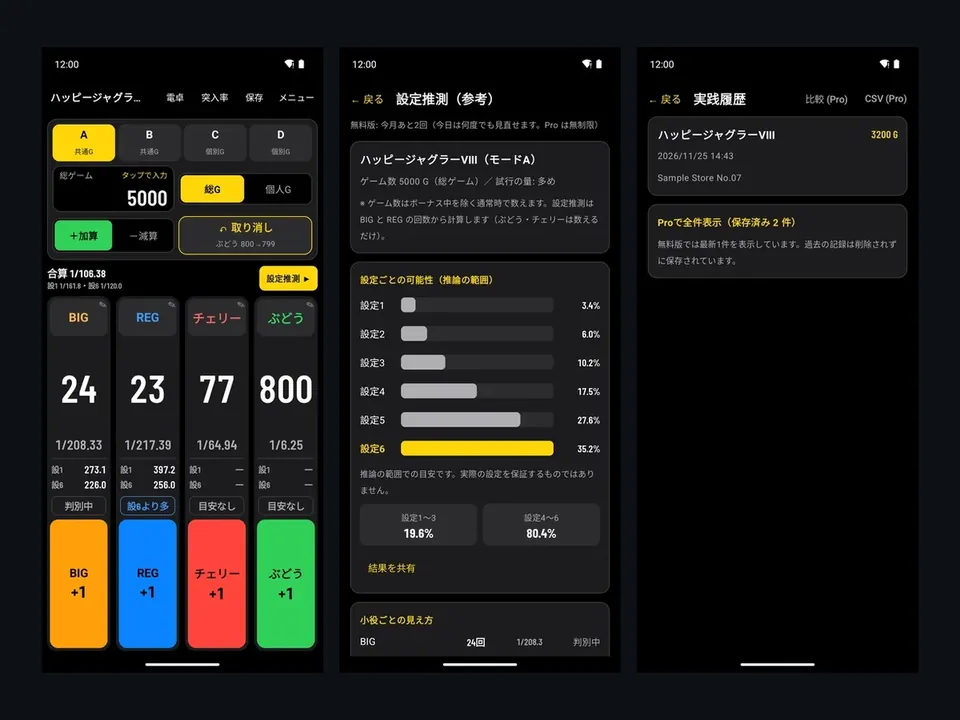 12:00
ハッピージャグラ… 電卓 突入率 保存 メニュー
A B C D
共通G 共通G 個別G 個別G
総ゲーム タップで入力
5000
総G 個人G
＋加算 －減算
取り消し
ぶどう 800→799
合算 1/106.38
設1 1/161.8・設6 1/120.0
設定推測 ▶
BIG REG チェリー ぶどう
24 23 77 800
1/208.33 1/217.39 1/64.94 1/6.25
設1 273.1 設1 397.2 設1 — 設1 —
設6 226.0 設6 256.0 設6 — 設6 —
判別中 設6より多 目安なし 目安なし
BIG REG チェリー ぶどう
+1 +1 +1 +1
12:00
← 戻る 設定推測（参考）
無料版: 今月あと2回（今日は何度でも見直せます。Pro は無制限）
ハッピージャグラーVIII（モードA）
ゲーム数 5000 G（総ゲーム）／ 試行の量: 多め
※ ゲーム数はボーナス中を除く通常時で数えます。設定推測は
BIG と REG の回数から計算します（ぶどう・チェリーは数える
だけ）。
設定ごとの可能性（推論の範囲）
設定1 3.4%
設定2 6.0%
設定3 10.2%
設定4 17.5%
設定5 27.6%
設定6 35.2%
推論の範囲での目安です。実際の設定を保証するものではあり
ません。
設定1〜3 設定4〜6
19.6% 80.4%
結果を共有
小役ごとの見え方
BIG 24回 1/208.3 判別中
12:00
← 戻る 実践履歴 比較 (Pro) CSV (Pro)
ハッピージャグラーVIII 3200 G
2026/11/25 14:43
Sample Store No.07
Proで全件表示（保存済み 2 件）
無料版では最新1件を表示しています。過去の記録は削除されず
に保存されています。